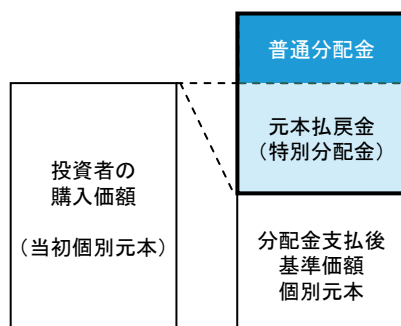 普通分配金
元本払戻金
（特別分配金）
投資者の
購入価額
（当初個別元本）
分配金支払後
基準価額
個別元本